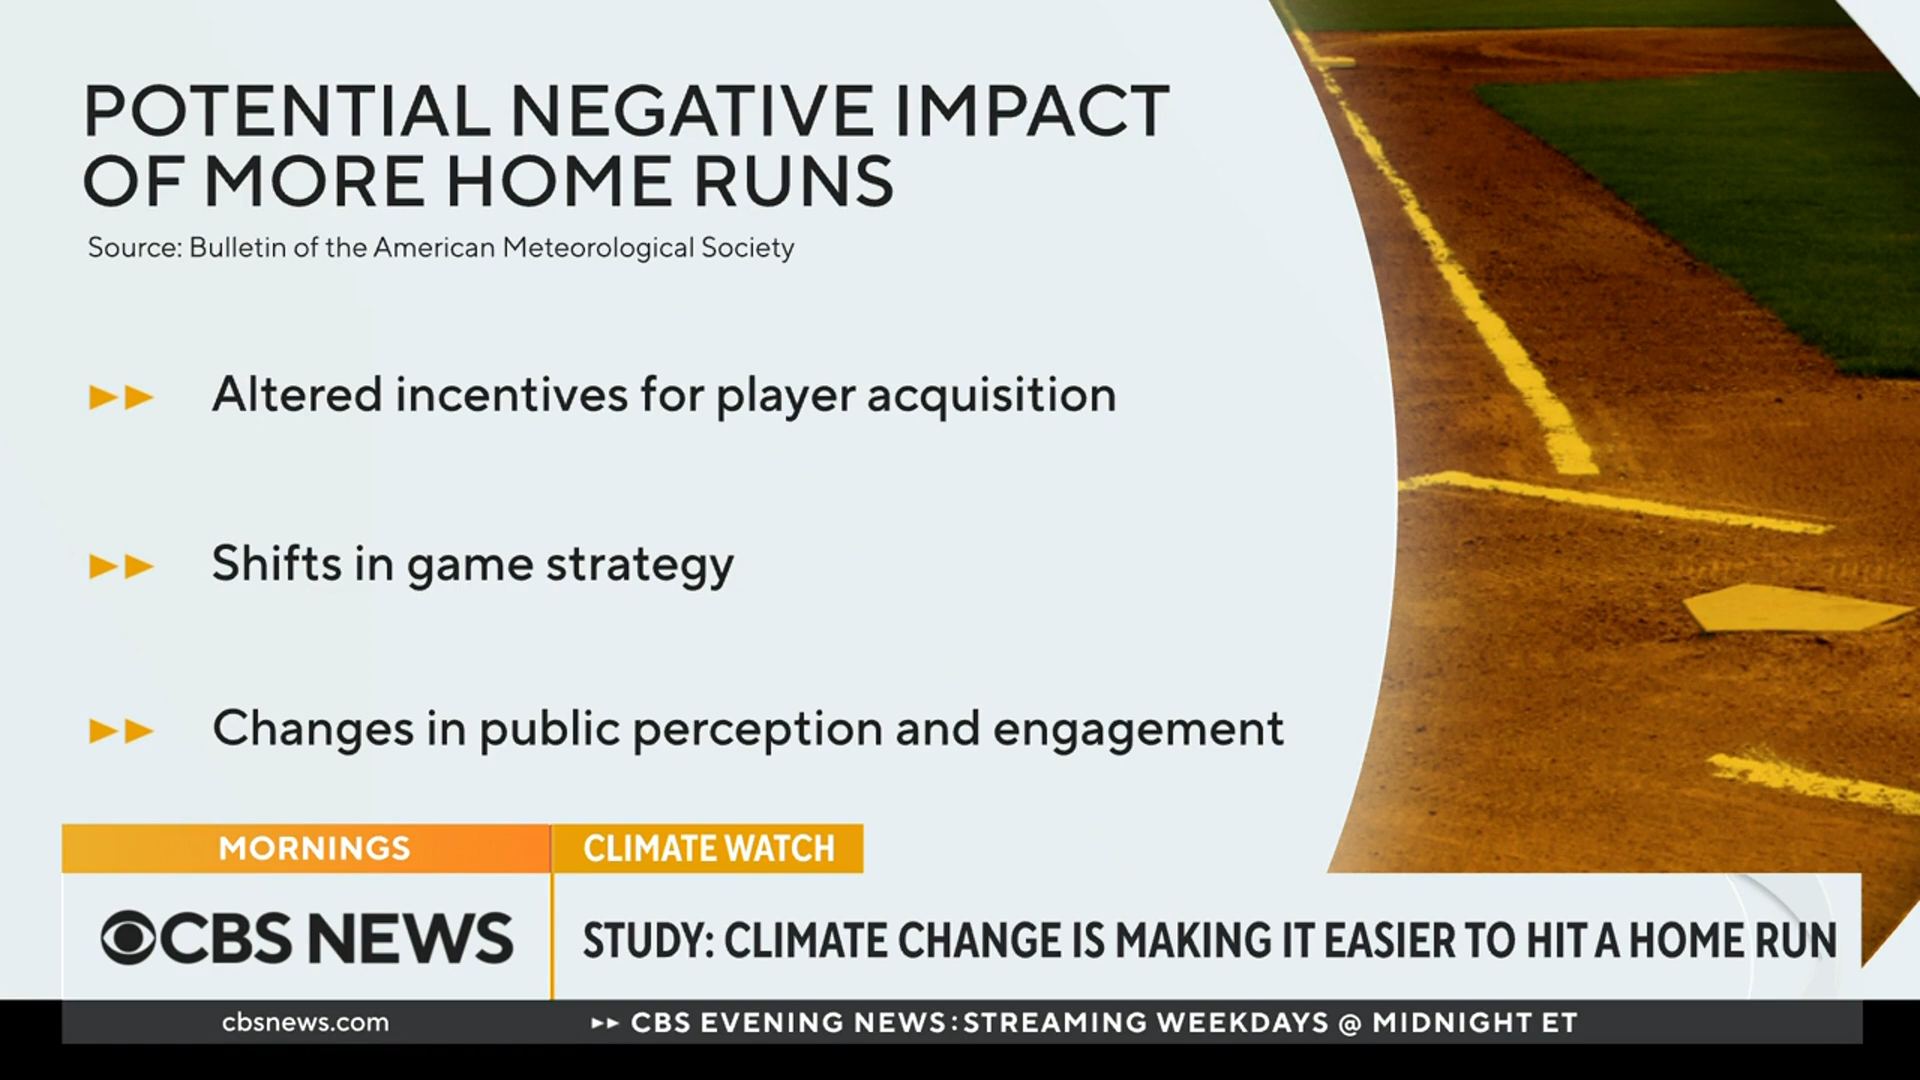 POTENTIAL NEGATIVE IMPACT
OF MORE HOME RUNS
Source: Bulletin of the American Meteorological Society
Altered incentives for player acquisition
Shifts in game strategy
Changes in public perception and engagement
MORNINGS
CLIMATE WATCH
CBS NEWS
STUDY: CLIMATE CHANGE IS MAKING IT EASIER TO HIT A HOME RUN
cbsnews.com
CBS EVENING NEWS: STREAMING WEEKDAYS @ MIDNIGHT ET